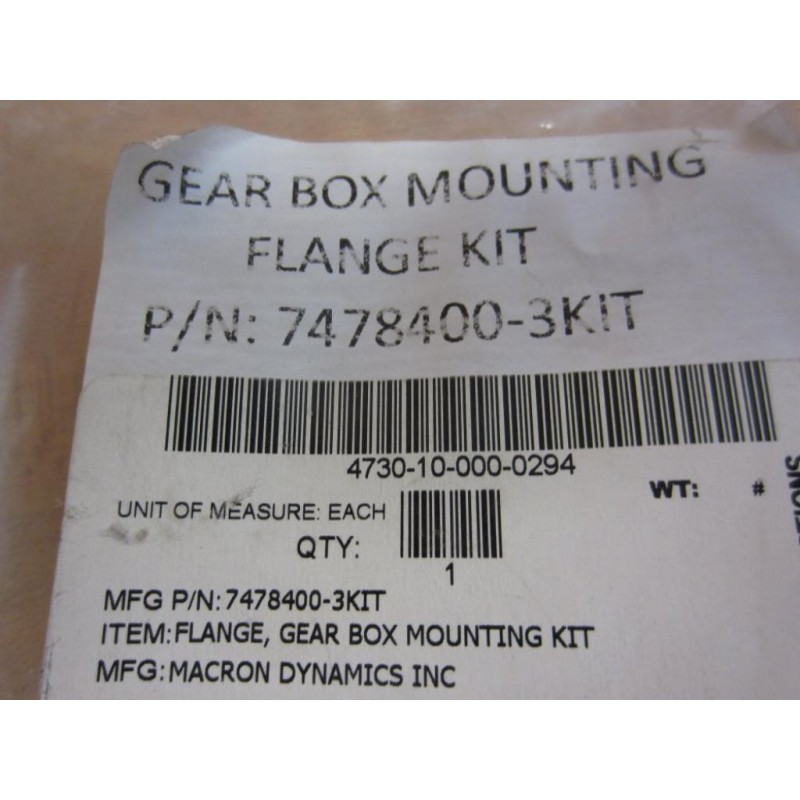 GEAR BOX MOUNTING
FLANGE KIT
P/N: 7478400-3KIT
4730-10-000-0294
WT: #
UNIT OF MEASURE: EACH
QTY:
1
MFG P/N: 7478400-3KIT
ITEM: FLANGE, GEAR BOX MOUNTING KIT
MFG: MACRON DYNAMICS INC